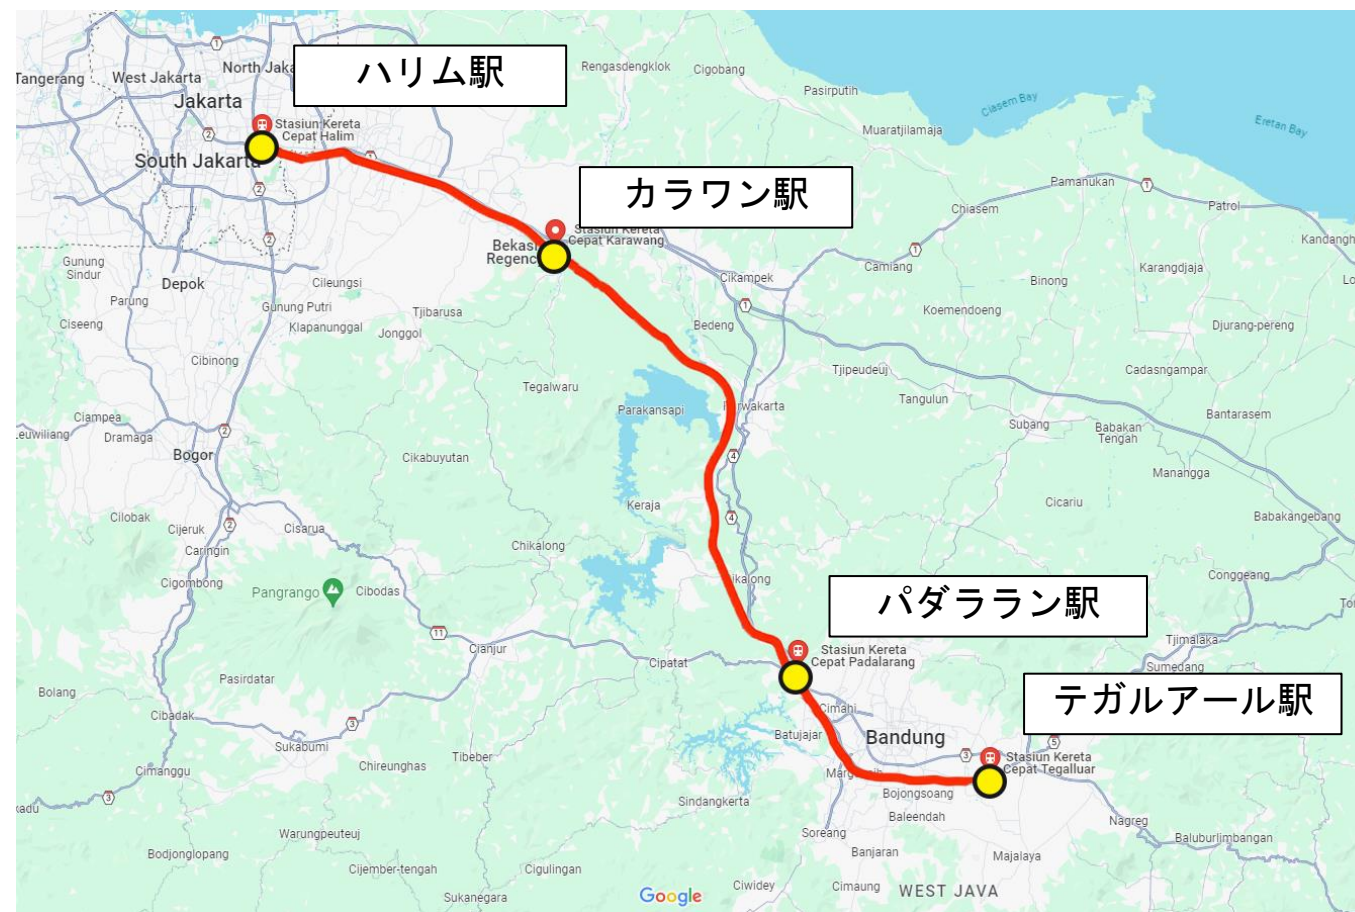 ハリム駅
Tangerang
West Jakarta
North Jaka
Jakarta
Stasiun Kereta
Cepat Halim
South Jakarta
Rengasdengklok
Cigobang
Pasirputih
Ciasem Bay
Eretan Bay
Muaratjilamaja
カラワン駅
Pamanukan
Chiasem
Patrol
Kandangh
Stasiun Kereta
Cepat Karawang
Bekasi
Regency
Gunung
Sindur
Depok
Cileungsi
Parung
Gunung Putri
Tjibarusa
Ciseeng
Klapanunggal
Jonggol
Cikampek
Camiang
Binong
Karangdjaja
Koemendoeng
Bedeng
Djurang-pereng
Cibinong
Tegalwaru
Tjipeudeuj
Cadasngampar
Parakansapi
rwakarta
Tangulun
Subang
Babakan
Tengah
Bantarasem
Ciampea
Leuwiliang
Dramaga
Bogor
Cikabuyutan
Manangga
Keraja
Cicariu
Babakangebang
Cilobak
Cijeruk
Cisarua
Caringin
Chikalong
Cigombong
Pangrango
Cibodas
ikalong
Conggeang
パダララン駅
Cianjur
Cipatat
Stasiun Kereta
Cepat Padalarang
Tjimalaka
Sumedang
テガルアール駅
Pasirdatar
Bolang
Cibadak
Sukabumi
Cimahi
Batujajar
Bandung
Stasiun Kereta
Cepat Tegalluar
Tibeber
Chireunghas
Cimanggu
Bojongsoang
Sindangkerta
Baleendah
Soreang
Nagreg
Baluburlimbangan
Warungpeuteuj
Bodjonglopang
Cijember-tengah
Cigulingan
Banjaran
Majalaya
Sukanegara
Google
Ciwidey
Cimaung
WEST JAVA